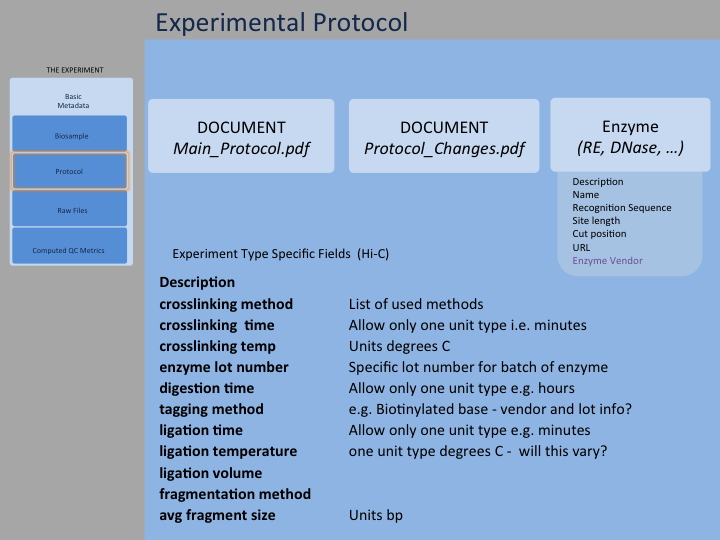 Experimental Protocol
THE EXPERIMENT
Basic
Metadata
Biosample
Protocol
Raw Files
Computed QC Metrics
DOCUMENT
Main_Protocol.pdf
DOCUMENT
Protocol_Changes.pdf
Enzyme
(RE, DNase, ...)
Description
Name
Recognition Sequence
Site length
Cut position
URL
Enzyme Vendor
Experiment Type Specific Fields (Hi-C)
Description
crosslinking method List of used methods
crosslinking time Allow only one unit type i.e. minutes
crosslinking temp Units degrees C
enzyme lot number Specific lot number for batch of enzyme
digestion time Allow only one unit type e.g. hours
tagging method e.g. Biotinylated base - vendor and lot info?
ligation time Allow only one unit type e.g. minutes
ligation temperature one unit type degrees C - will this vary?
ligation volume
fragmentation method
avg fragment size Units bp